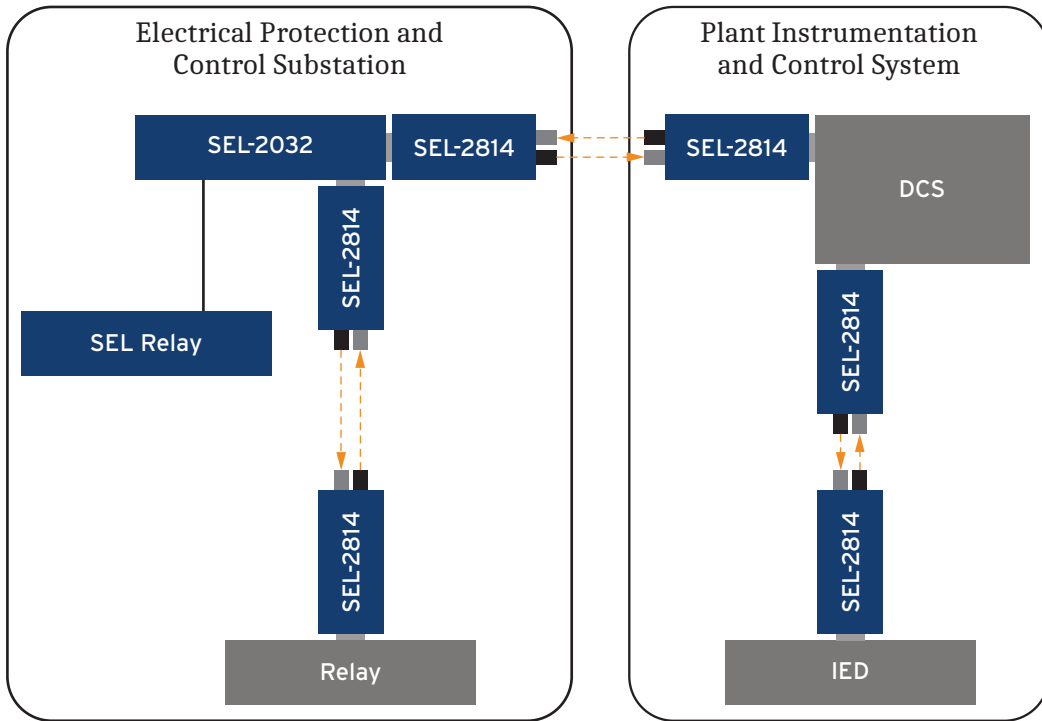 Electrical Protection and
Control Substation
SEL-2032
SEL-2814
SEL-2814
SEL Relay
SEL-2814
Relay
Plant Instrumentation
and Control System
SEL-2814
DCS
SEL-2814
SEL-2814
IED